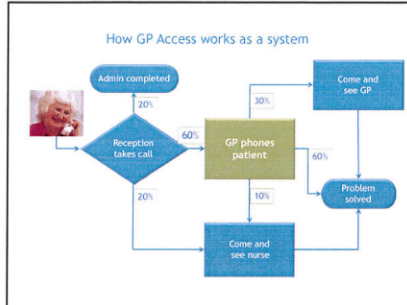 How GP Access works as a system
Admin completed
20%
Come and
see GP
30%
Reception
takes call
60%
GP phones
patient
60%
20%
10%
Problem
solved
Come and
see nurse